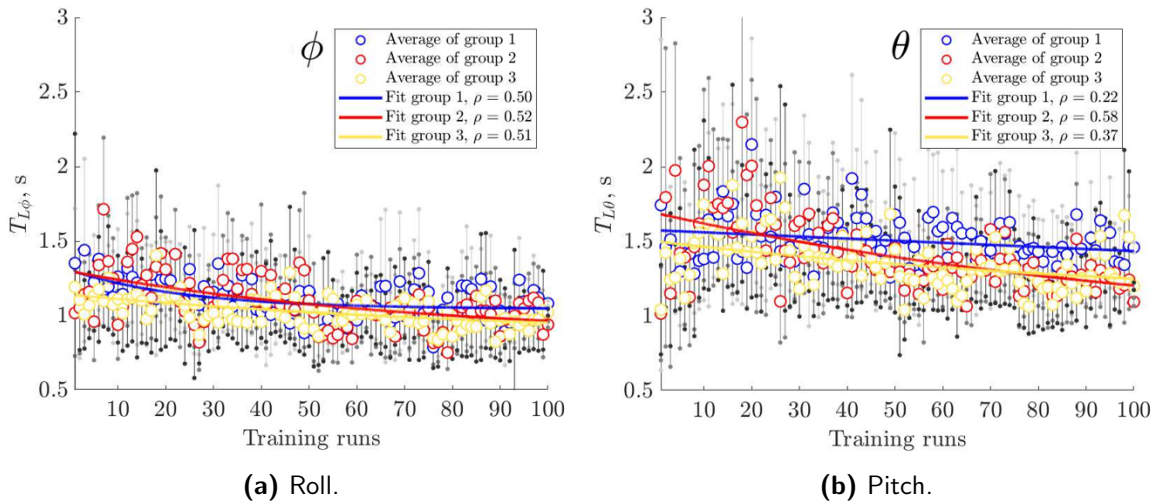 3
2.5
2
1.5
1
0.5
T_Lϕ, s
ϕ
Average of group 1
Average of group 2
Average of group 3
Fit group 1, ρ = 0.50
Fit group 2, ρ = 0.52
Fit group 3, ρ = 0.51
10 20 30 40 50 60 70 80 90 100
Training runs
(a) Roll.
3
2.5
2
1.5
1
0.5
T_Lθ, s
θ
Average of group 1
Average of group 2
Average of group 3
Fit group 1, ρ = 0.22
Fit group 2, ρ = 0.58
Fit group 3, ρ = 0.37
10 20 30 40 50 60 70 80 90 100
Training runs
(b) Pitch.